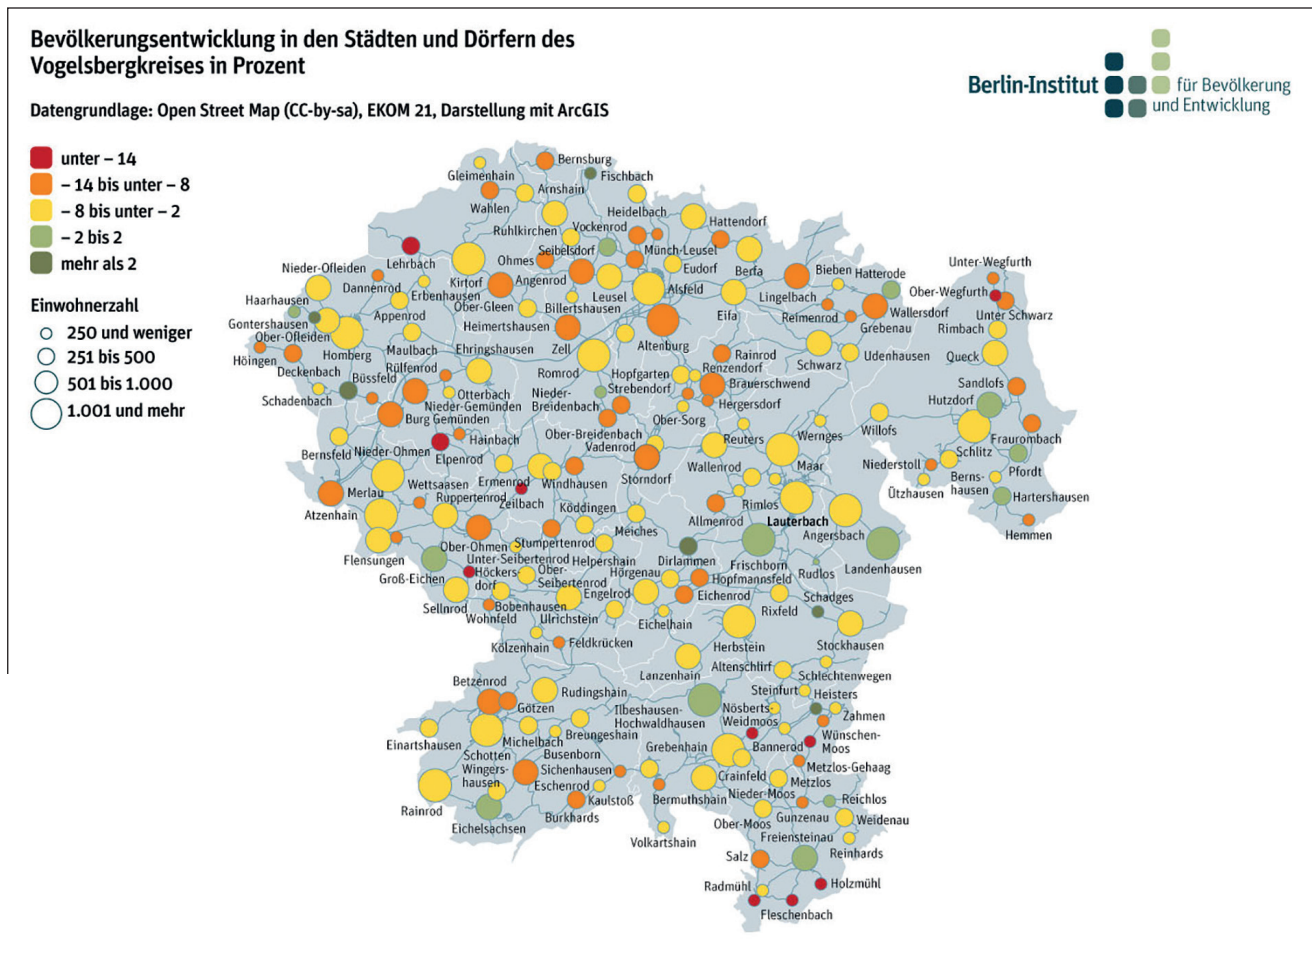 Bevölkerungsentwicklung in den Städten und Dörfern des
Vogelsbergkreises in Prozent
Datengrundlage: Open Street Map (CC-by-sa), EKOM 21, Darstellung mit ArcGIS
Berlin-Institut
für Bevölkerung
und Entwicklung
unter – 14
– 14 bis unter – 8
– 8 bis unter – 2
– 2 bis 2
mehr als 2
Einwohnerzahl
250 und weniger
251 bis 500
501 bis 1.000
1.001 und mehr
Bernsburg
Gleimenhain
Fischbach
Arnshain
Wahlen
Heidelbach
Hattendorf
Ruhlkirchen
Vockenrod
Seibelsdorf
Münch-Leusel
Lehrbach
Ohmes
Eudorf
Berfa
Bieben
Hatterode
Unter-Wegfurth
Nieder-Ofleiden
Dannenrod
Kirtorf
Angenrod
Erbenhausen
Leusel
Alsfeld
Lingelbach
Ober-Wegfurth
Haarhausen
Appenrod
Ober-Gleen
Billertshausen
Eifa
Reimenrod
Wallersdorf
Unter Schwarz
Gontershausen
Heimertshausen
Grebenau
Rimbach
Ober-Ofleiden
Altenburg
Höingen
Homberg
Maulbach
Ehringshausen
Zell
Rainrod
Schwarz
Udenhausen
Queck
Deckenbach
Rülfenrod
Romrod
Hopfgarten
Renzendorf
Büssfeld
Strebendorf
Brauerschwend
Sandlofs
Schadenbach
Otterbach
Nieder-
Breidenbach
Hergersdorf
Hutzdorf
Nieder-Gemünden
Burg Gemünden
Ober-Sorg
Willofs
Hainbach
Ober-Breidenbach
Reuters
Wernges
Fraurombach
Bernsfeld
Nieder-Ohmen
Elpenrod
Vadenrod
Schlitz
Wallenrod
Maar
Niederstoll
Pfordt
Ermenrod
Windhausen
Storndorf
Berns-
hausen
Merlau
Wettsaasen
Ruppertenrod
Zeilbach
Rimlos
Ützhausen
Hartershausen
Atzenhain
Köddingen
Allmenrod
Lauterbach
Meiches
Angersbach
Hemmen
Ober-Ohmen
Stumpertenrod
Flensungen
Unter-Seibertenrod
Helpershain
Dirlammen
Frischborn
Landenhausen
Groß-Eichen
Höckers-
dorf
Ober-
Seibertenrod
Hörgenau
Hopfmannsfeld
Rudlos
Engelrod
Eichenrod
Schadges
Sellnrod
Bobenhausen
Rixfeld
Wohnfeld
Ulrichstein
Eichelhain
Kölzenhain
Feldkrücken
Herbstein
Stockhausen
Lanzenhain
Altenschlirf
Schlechtenwegen
Betzenrod
Rudingshain
Steinfurt
Heisters
Götzen
Ilbeshausen-
Hochwaldhausen
Nösberts-
Weidmoos
Zahmen
Einartshausen
Michelbach
Breungeshain
Grebenhain
Bannerod
Wünschen-
Moos
Schotten
Busenborn
Metzlos-Gehaag
Wingers-
hausen
Sichenhausen
Crainfeld
Metzlos
Eschenrod
Bermuthshain
Nieder-Moos
Reichlos
Rainrod
Kaulstoß
Burkhards
Ober-Moos
Gunzenau
Weidenau
Eichelsachsen
Volkartshain
Freiensteinau
Reinhards
Salz
Radmühl
Holzmühl
Fleschenbach